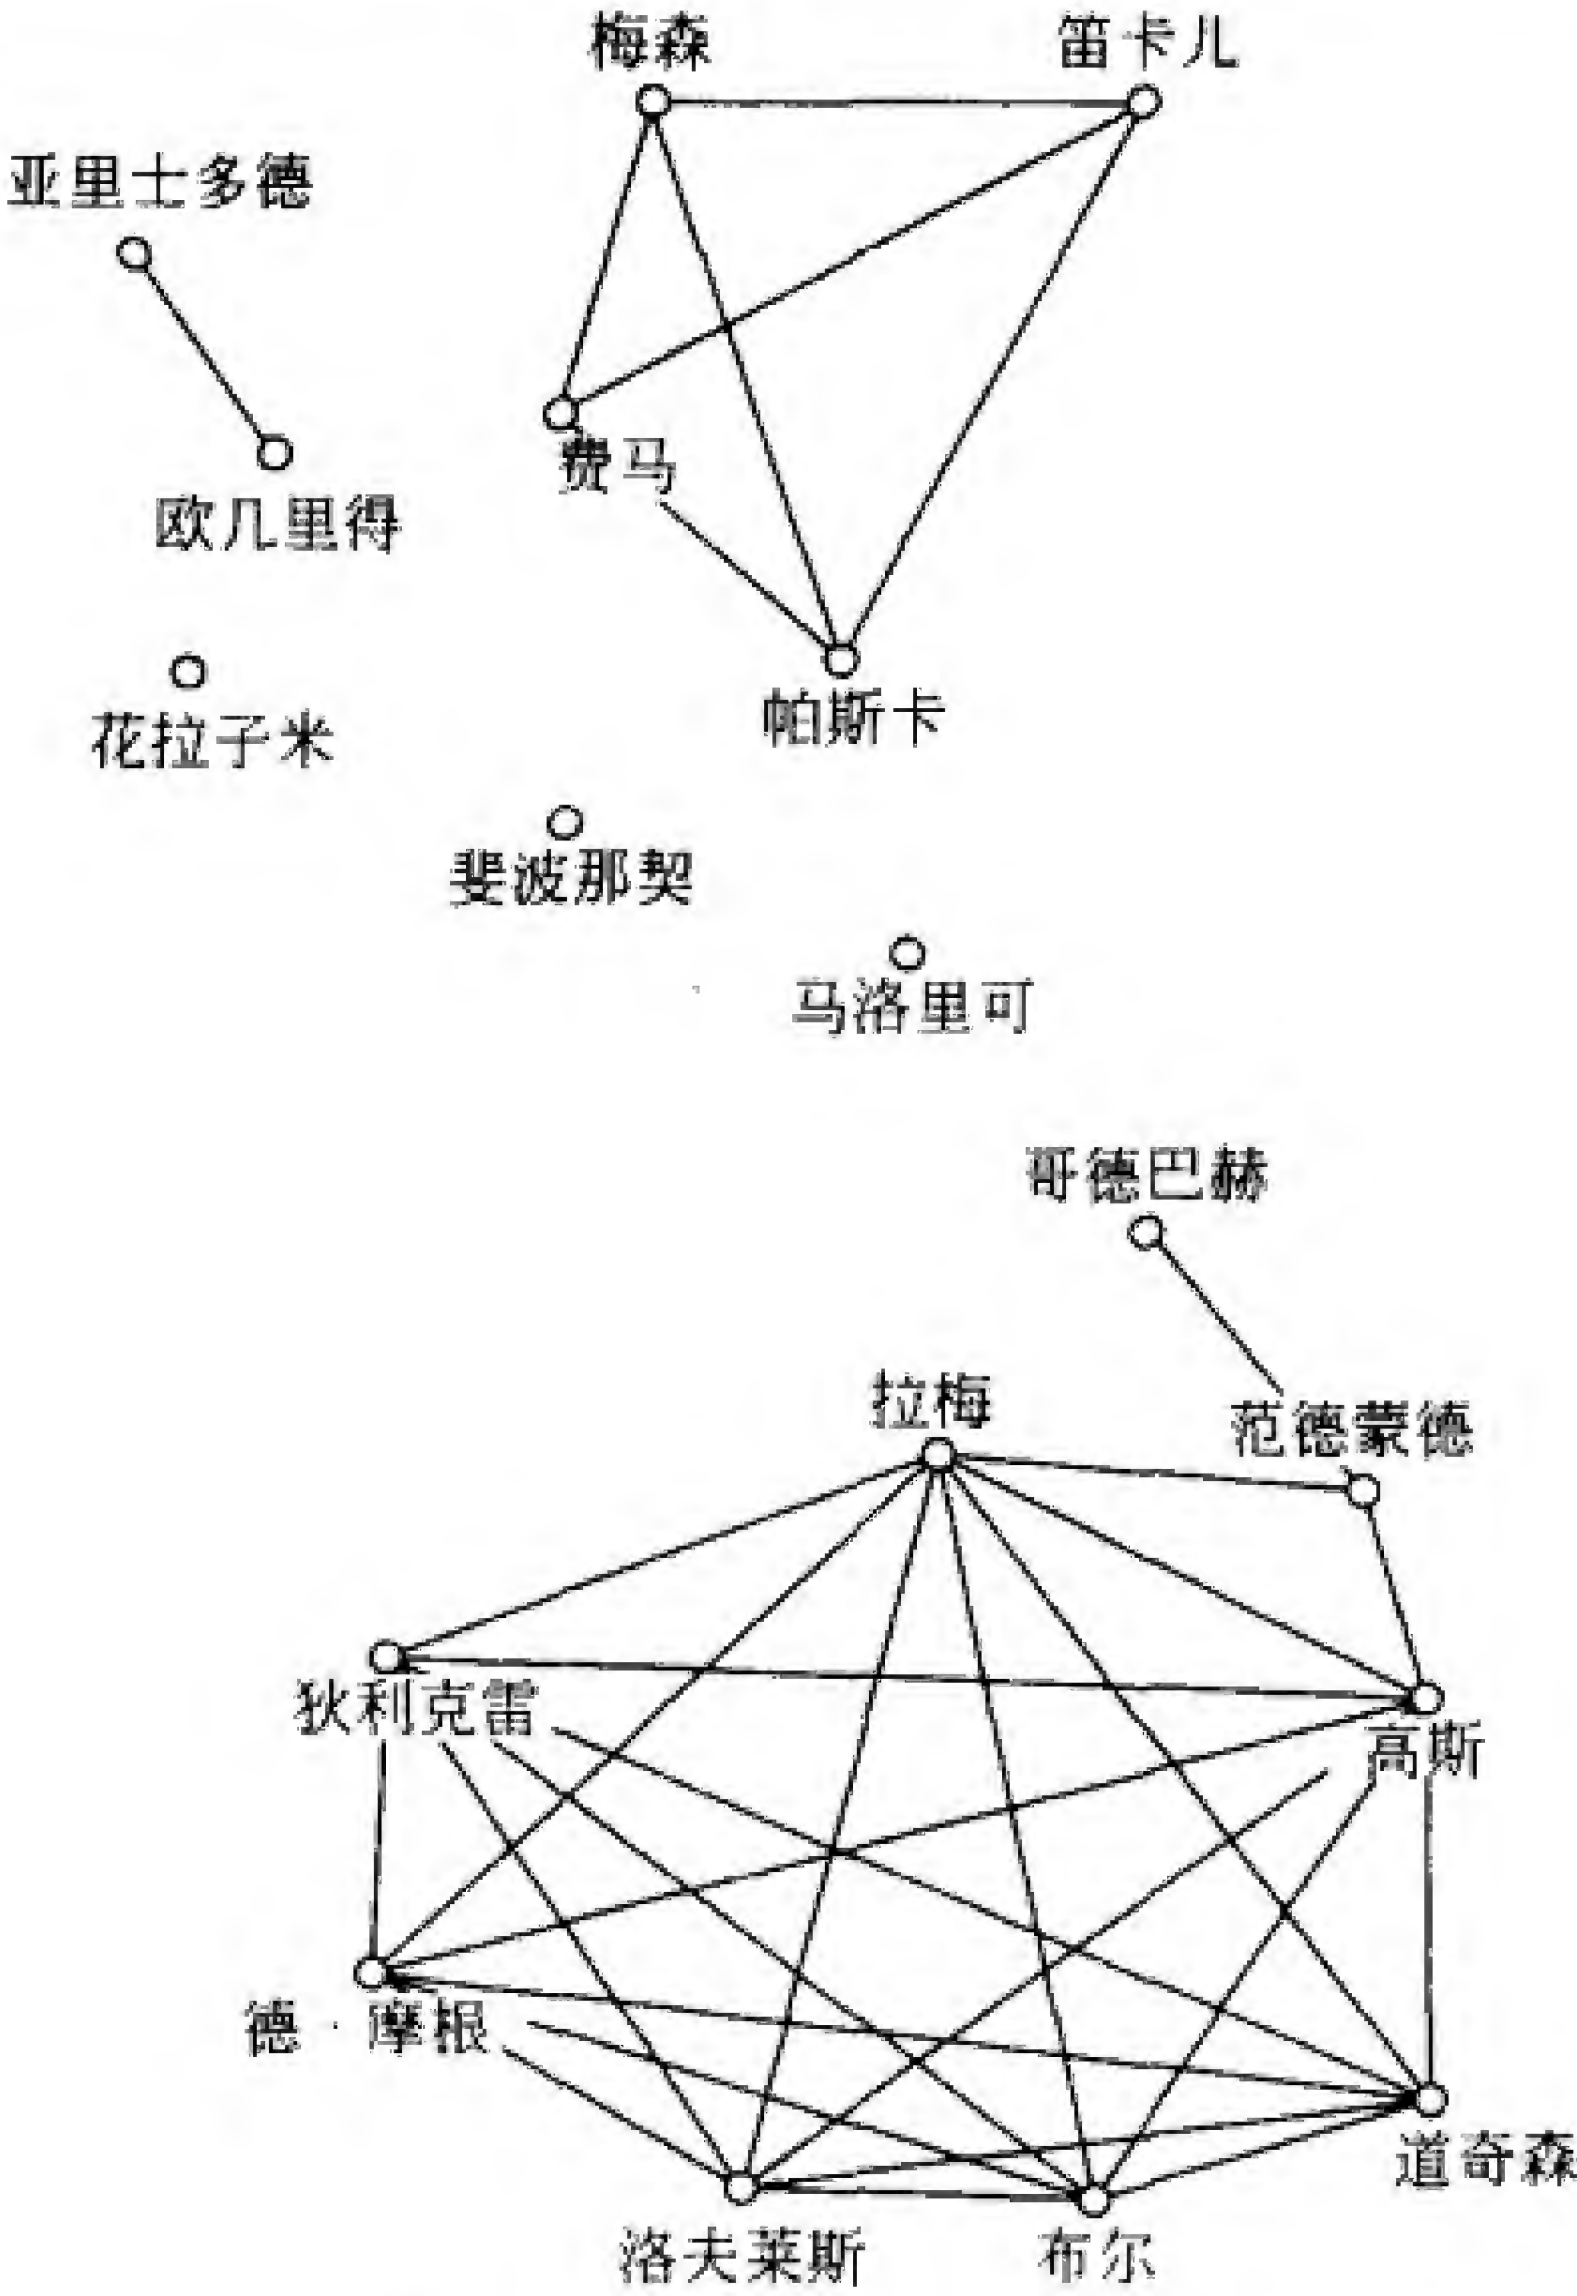 梅森
笛卡儿
亚里士多德
费马
欧几里得
帕斯卡
花拉子米
斐波那契
马洛里可
哥德巴赫
拉梅
范德蒙德
狄利克雷
高斯
德·摩根
道奇森
洛夫莱斯
布尔